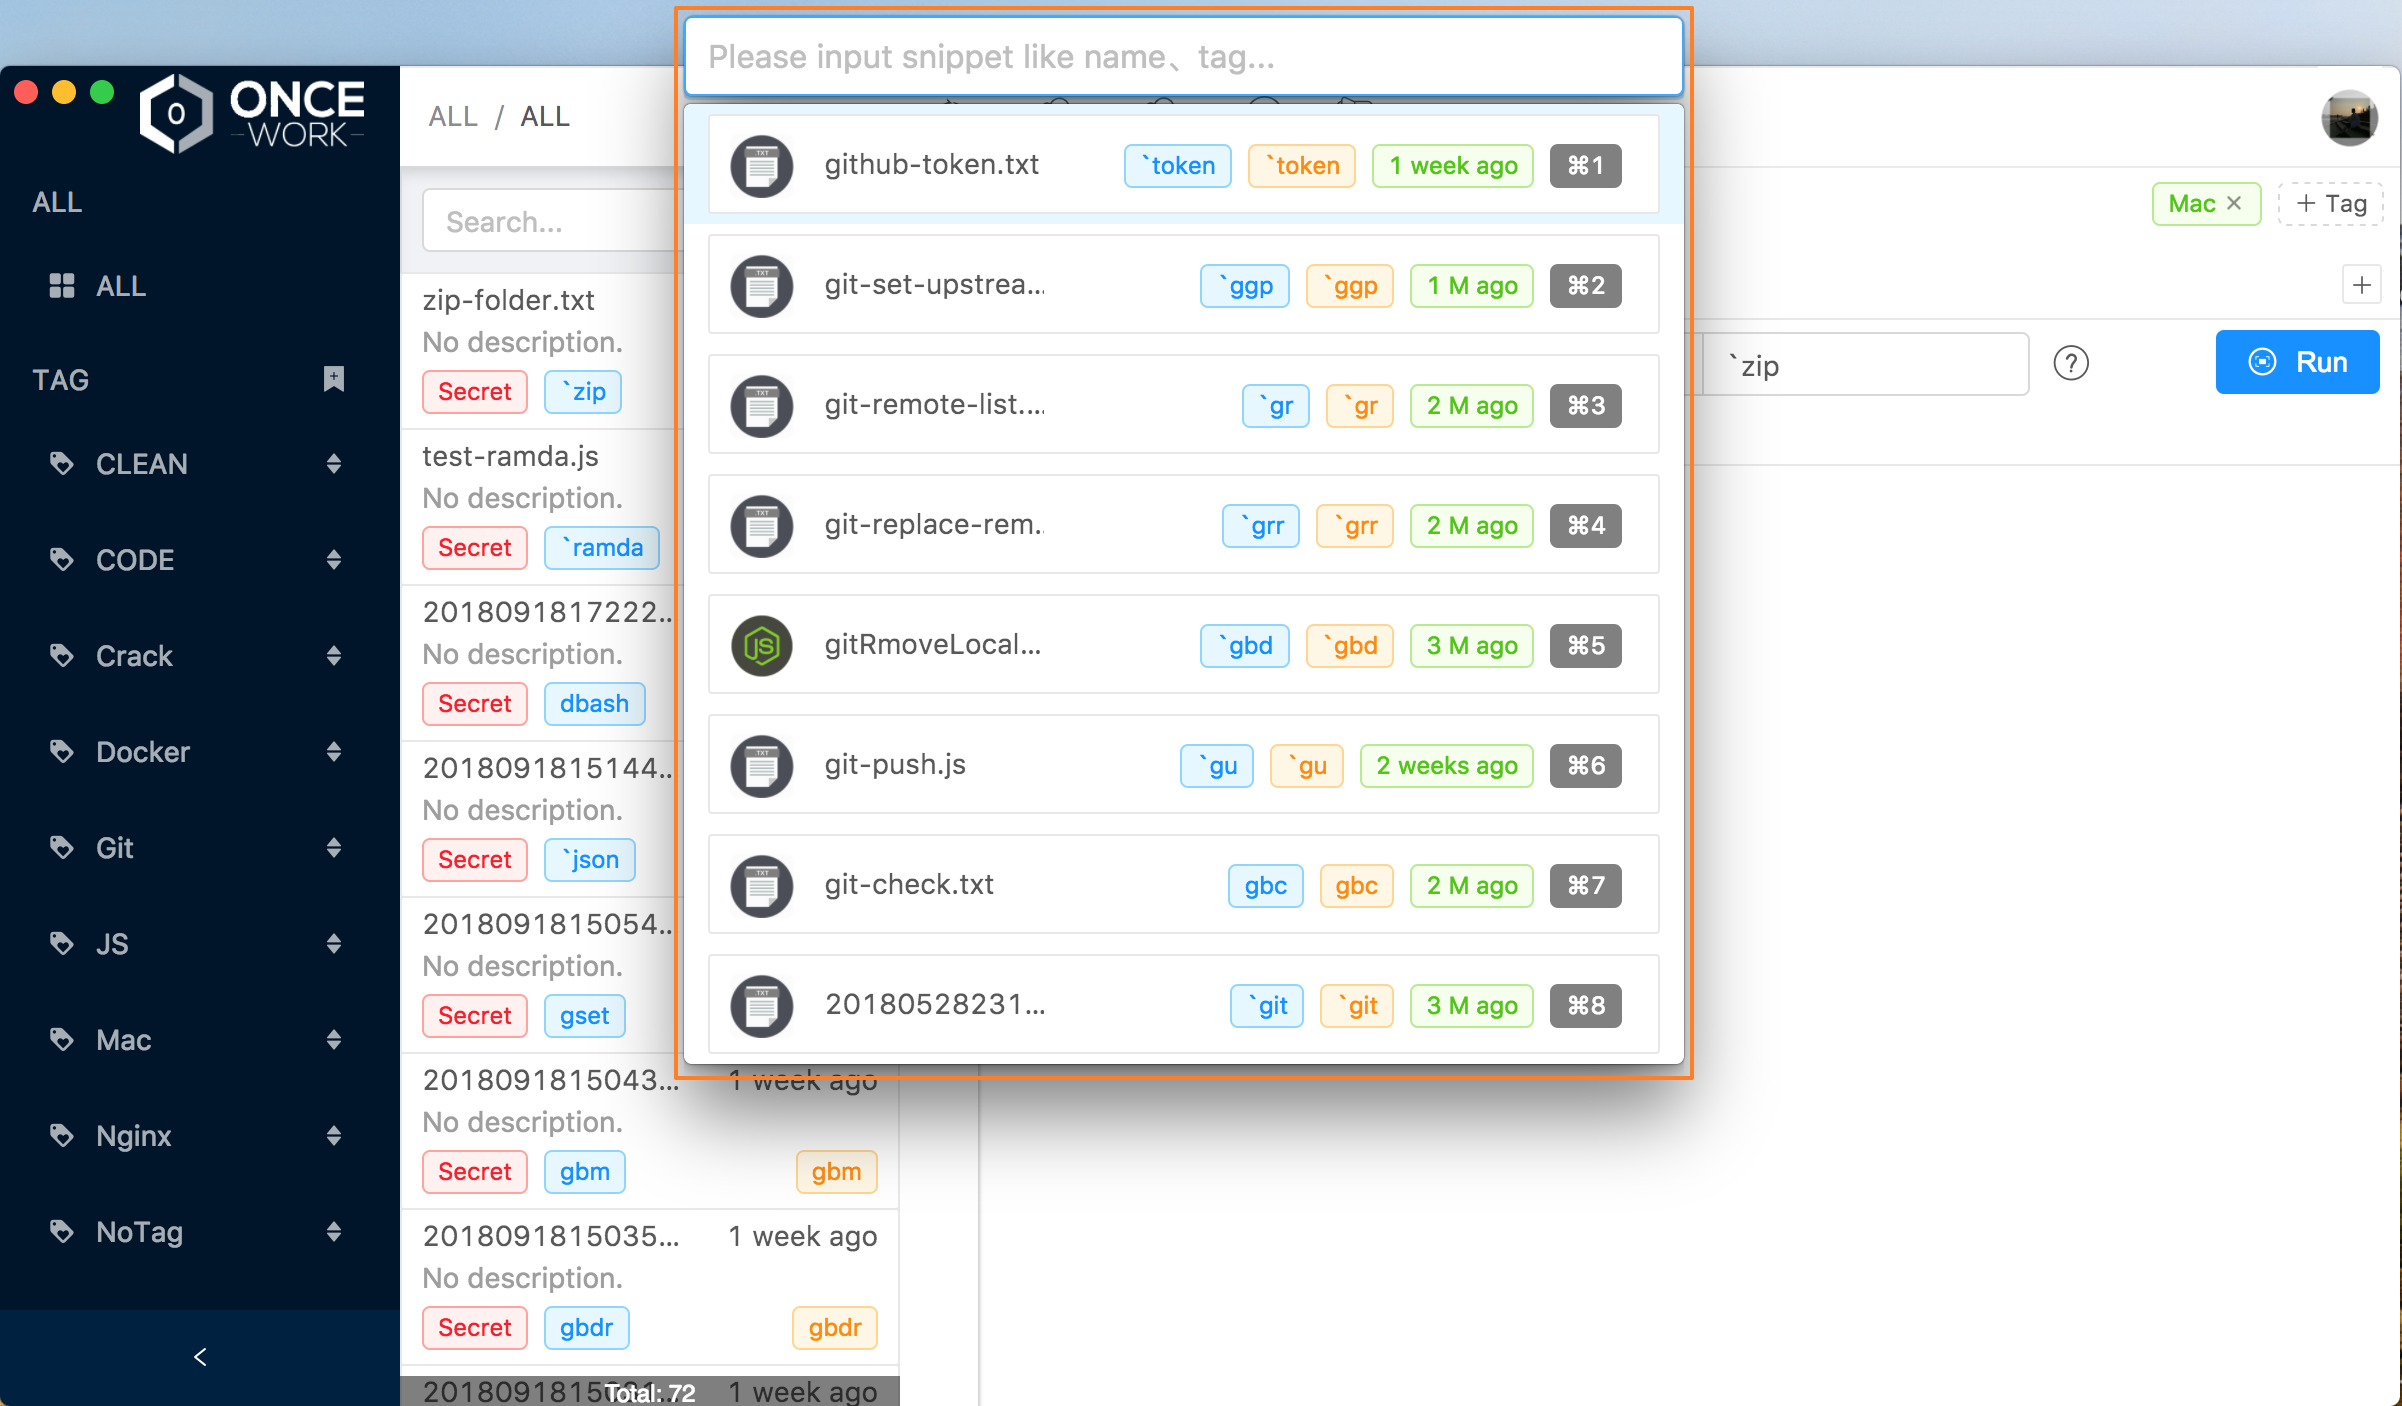 Please input snippet like name、tag...
ONCE
-WORK-
0
ALL
ALL
TAG
CLEAN
CODE
Crack
Docker
Git
JS
Mac
Nginx
NoTag
<
ALL / ALL
Search...
zip-folder.txt
No description.
Secret `zip
test-ramda.js
No description.
Secret `ramda
2018091817222...
No description.
Secret dbash
2018091815144...
No description.
Secret `json
2018091815054...
No description.
Secret gset
2018091815043... 1 week ago
No description.
Secret gbm gbm
2018091815035... 1 week ago
No description.
Secret gbdr gbdr
1 week ago
Total: 72
github-token.txt `token `token 1 week ago ⌘1
git-set-upstrea... `ggp `ggp 1 M ago ⌘2
git-remote-list.... `gr `gr 2 M ago ⌘3
git-replace-rem.. `grr `grr 2 M ago ⌘4
gitRmoveLocal... `gbd `gbd 3 M ago ⌘5
git-push.js `gu `gu 2 weeks ago ⌘6
git-check.txt gbc gbc 2 M ago ⌘7
20180528231... `git `git 3 M ago ⌘8
Mac × + Tag
+
`zip ? Run